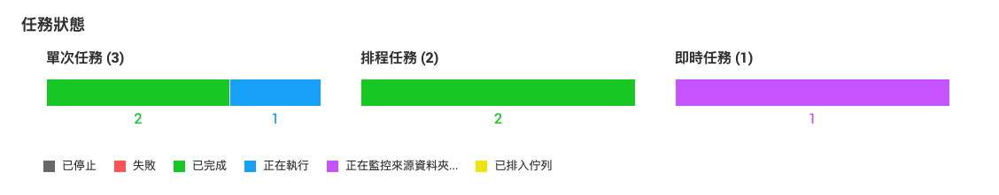 任務狀態
單次任務 (3) 排程任務 (2) 即時任務 (1)
2 1 2 1
已停止 失敗 已完成 正在執行 正在監控來源資料夾... 已排入佇列